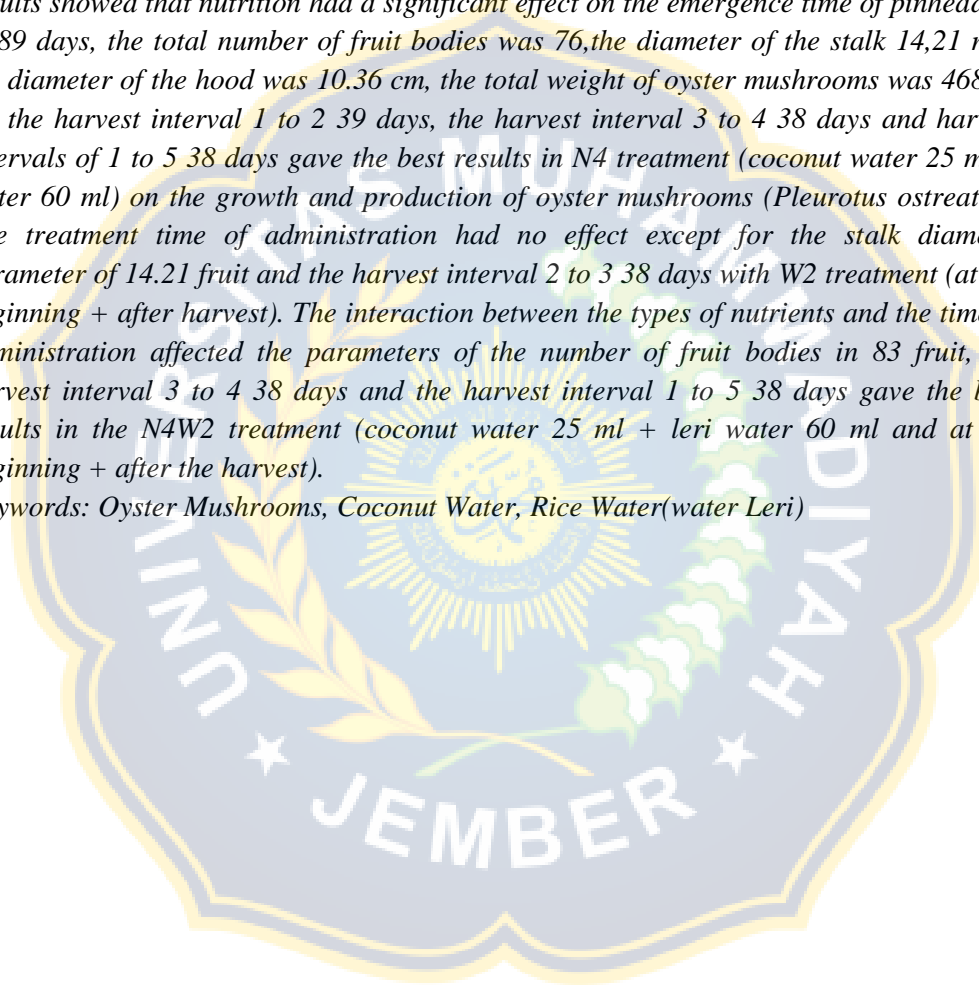 ults showed that nutrition had a significant effect on the emergence time of pinhead
89 days, the total number of fruit bodies was 76,the diameter of the stalk 14,21 m
diameter of the hood was 10.36 cm, the total weight of oyster mushrooms was 468
the harvest interval 1 to 2 39 days, the harvest interval 3 to 4 38 days and har
ervals of 1 to 5 38 days gave the best results in N4 treatment (coconut water 25 m
ter 60 ml) on the growth and production of oyster mushrooms (Pleurotus ostreat
e treatment time of administration had no effect except for the stalk diame
rameter of 14.21 fruit and the harvest interval 2 to 3 38 days with W2 treatment (at
ginning + after harvest). The interaction between the types of nutrients and the time
ministration affected the parameters of the number of fruit bodies in 83 fruit,
rvest interval 3 to 4 38 days and the harvest interval 1 to 5 38 days gave the b
ults in the N4W2 treatment (coconut water 25 ml + leri water 60 ml and at
ginning + after the harvest).
ywords: Oyster Mushrooms, Coconut Water, Rice Water(water Leri)
UNIVERSITAS MUHAMMADIYAH
JEMBER